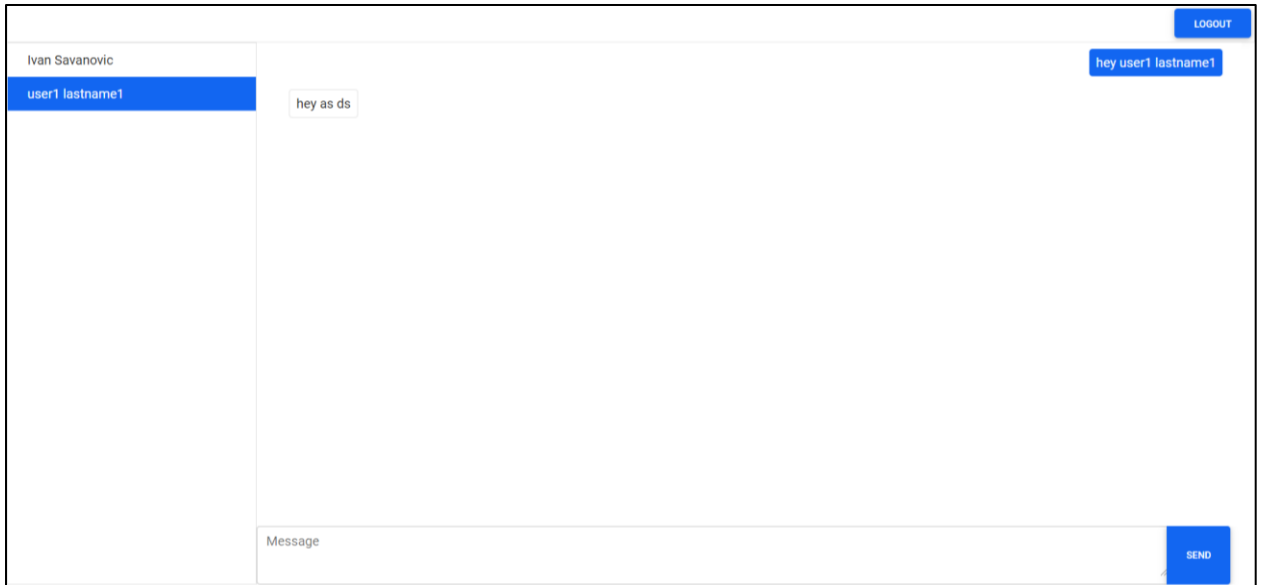 LOGOUT
Ivan Savanovic
user1 lastname1
hey user1 lastname1
hey as ds
Message
SEND